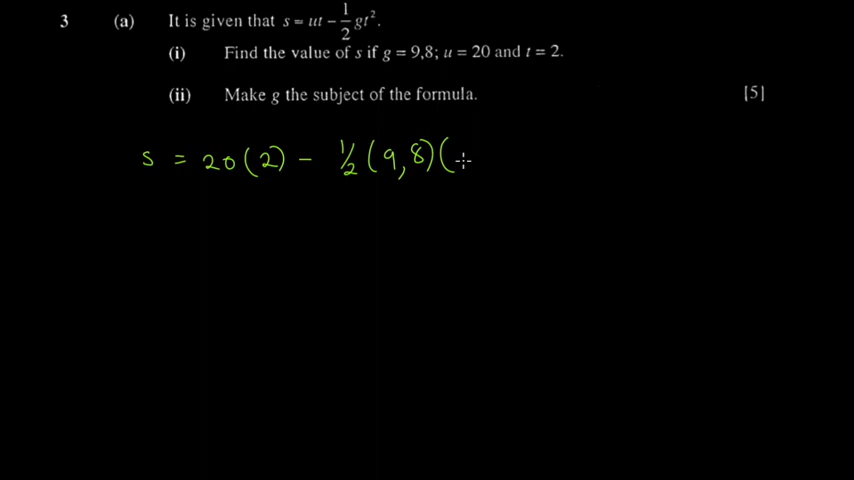 3 (a) It is given that s = ut − 1/2 gt².
(i) Find the value of s if g = 9,8; u = 20 and t = 2.
(ii) Make g the subject of the formula. [5]
s = 20(2) − 1/2 (9,8)(